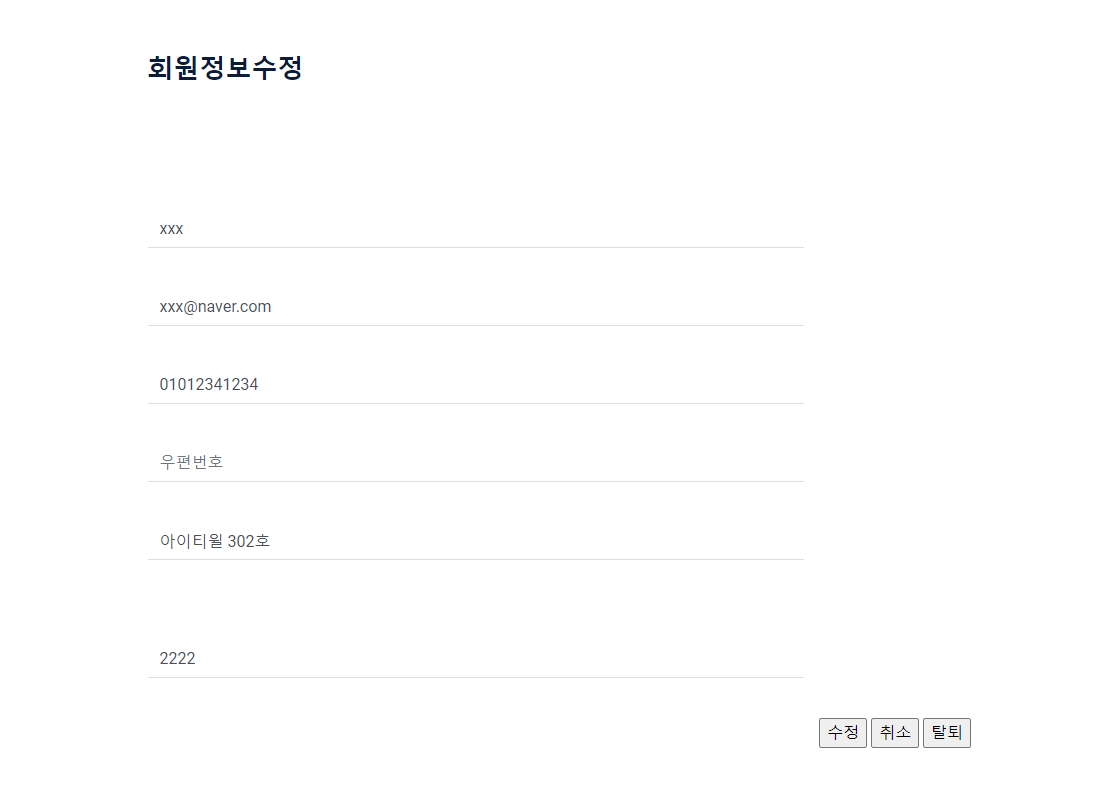 회원정보수정
xxx
xxx@naver.com
01012341234
우편번호
아이티윌 302호
2222
수정 취소 탈퇴